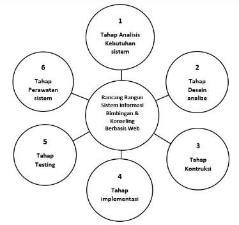 1
Tahap Analisis
Kebutuhan
sistem
2
Tahap
Desain
analize
3
Tahap
Kontruksi
4
Tahap
implementasi
5
Tahap
Testing
6
Tahap
Perawatan
sistem
Rancang Bangun
Sistem Informasi
Bimbingan &
Konseling
Berbasis Web